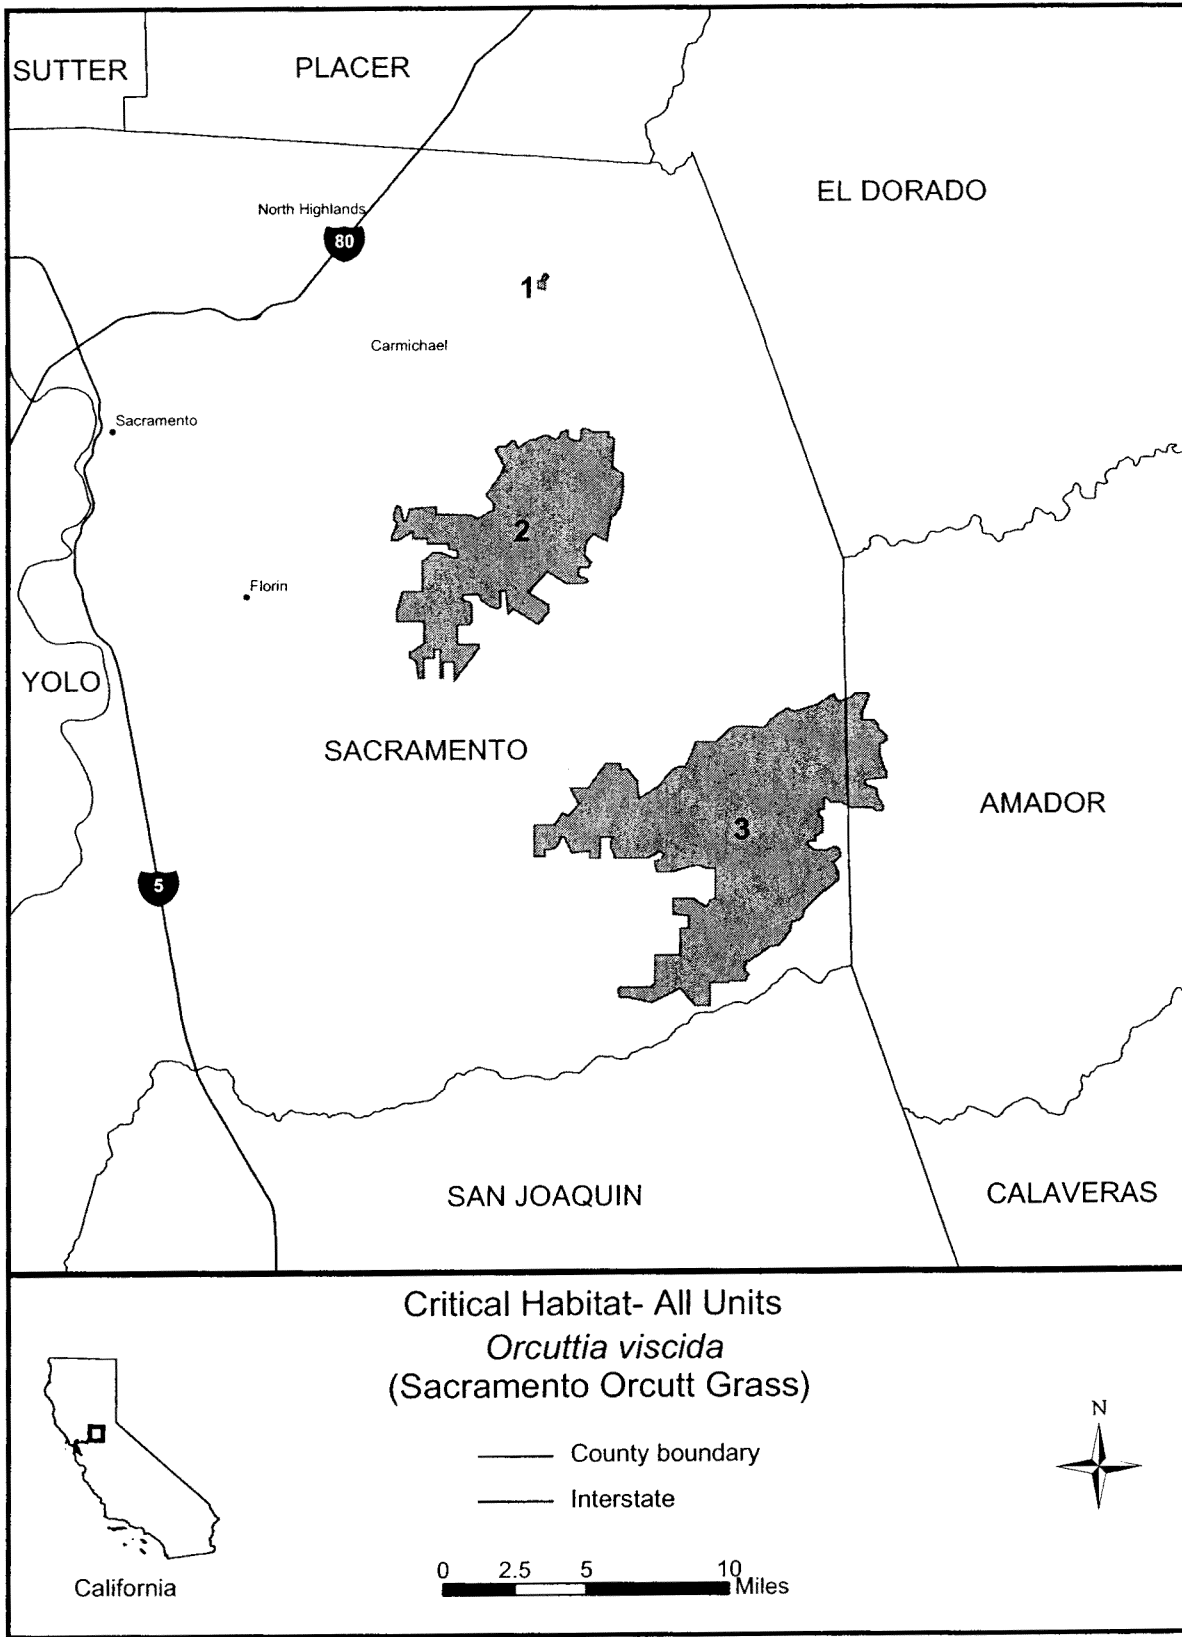 SUTTER
PLACER
EL DORADO
North Highlands
80
1
Carmichael
Sacramento
2
Florin
YOLO
SACRAMENTO
AMADOR
3
5
SAN JOAQUIN
CALAVERAS
Critical Habitat- All Units
Orcuttia viscida
(Sacramento Orcutt Grass)
County boundary
Interstate
N
California
0 2.5 5 10
Miles